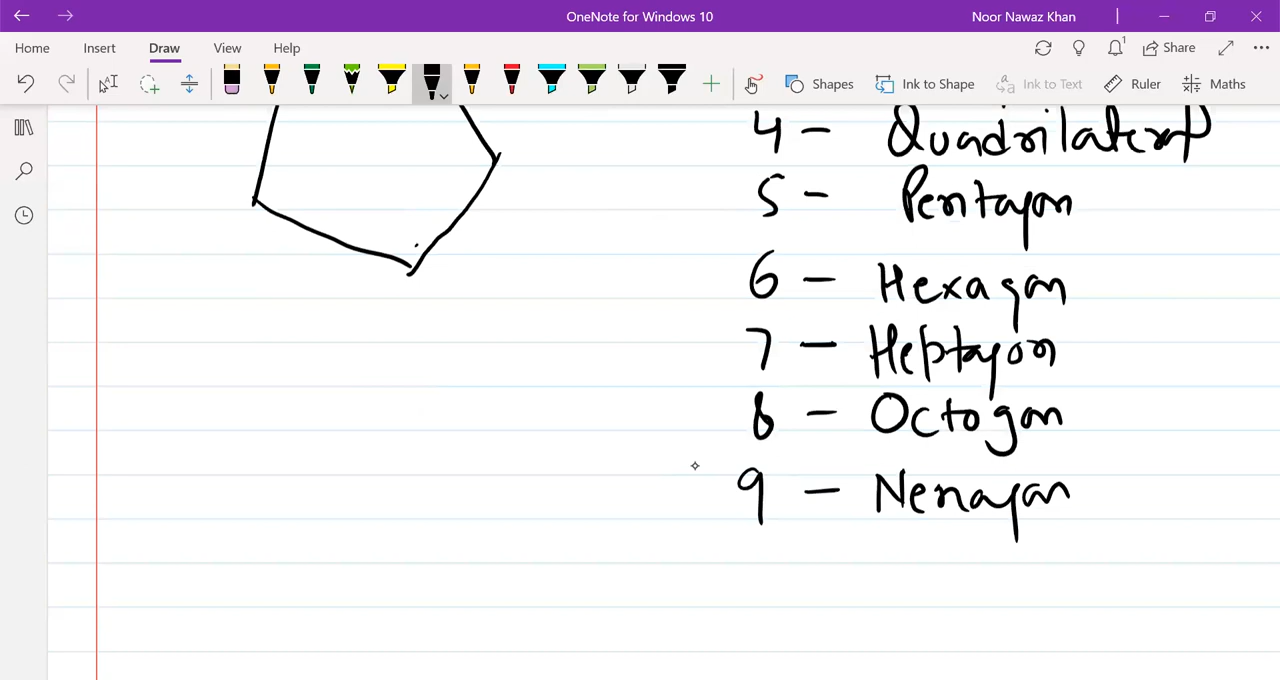 OneNote for Windows 10
Noor Nawaz Khan
Home Insert Draw View Help
1
Share
Shapes Ink to Shape Ink to Text Ruler Maths
4 - Quadrilateral
5 - Pentagon
6 - Hexagon
7 - Heptagon
8 - Octogon
9 - Nenagon